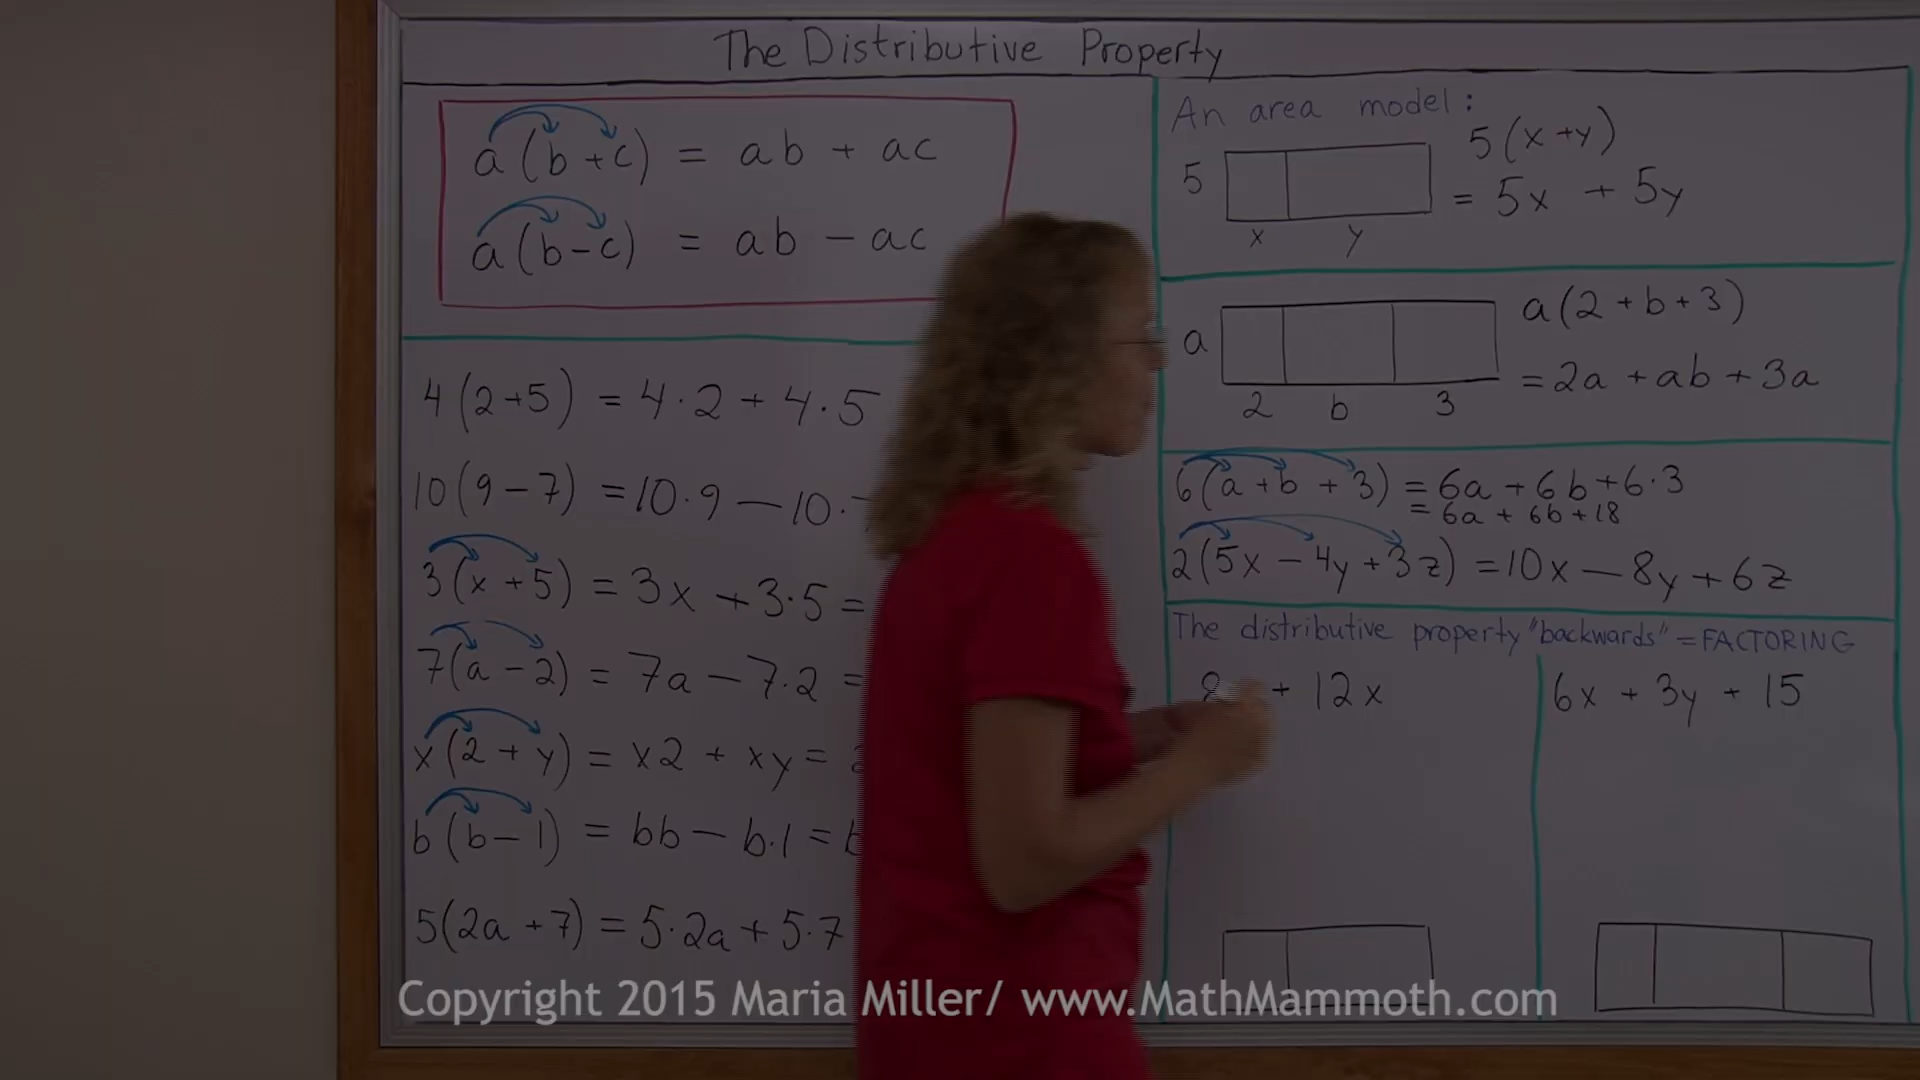 The Distributive Property
a(b+c) = ab + ac
a(b-c) = ab - ac
4(2+5) = 4·2 + 4·5
10(9-7) = 10·9 - 10·
3(x+5) = 3x + 3·5 =
7(a-2) = 7a - 7·2 =
x(2+y) = x2 + xy =
b(b-1) = bb - b·1 =
5(2a+7) = 5·2a + 5·7
An area model:
5(x+y)
5
= 5x + 5y
x y
a(2+b+3)
a
= 2a + ab + 3a
2 b 3
6(a+b+3) = 6a + 6b + 6·3
= 6a + 6b + 18
2(5x - 4y + 3z) = 10x - 8y + 6z
The distributive property "backwards" = FACTORING
+ 12x
6x + 3y + 15
Copyright 2015 Maria Miller/ www.MathMammoth.com